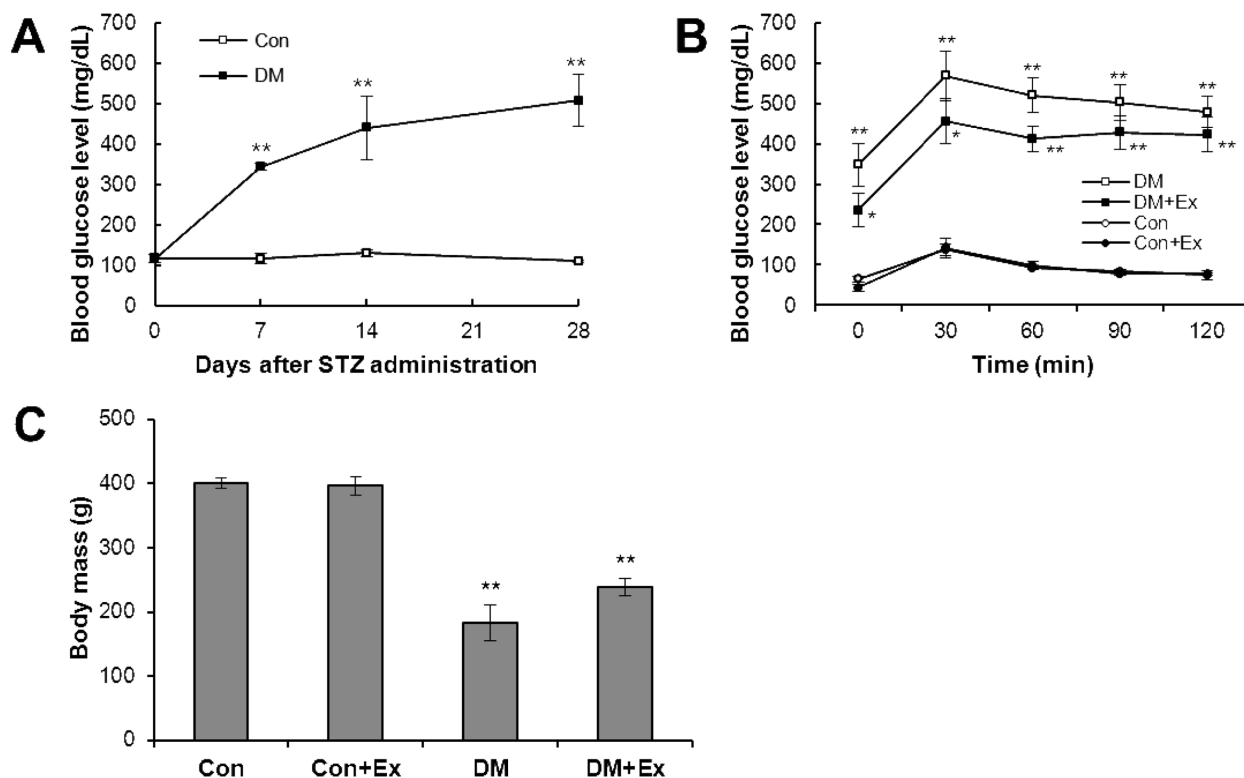 A
Blood glucose level (mg/dL)
700
600
500
400
300
200
100
0
Con
DM
**
**
**
0 7 14 21 28
Days after STZ administration
B
Blood glucose level (mg/dL)
700
600
500
400
300
200
100
0
**
**
**
**
**
*
*
**
**
**
DM
DM+Ex
Con
Con+Ex
0 30 60 90 120
Time (min)
C
Body mass (g)
500
400
300
200
100
0
**
**
Con Con+Ex DM DM+Ex